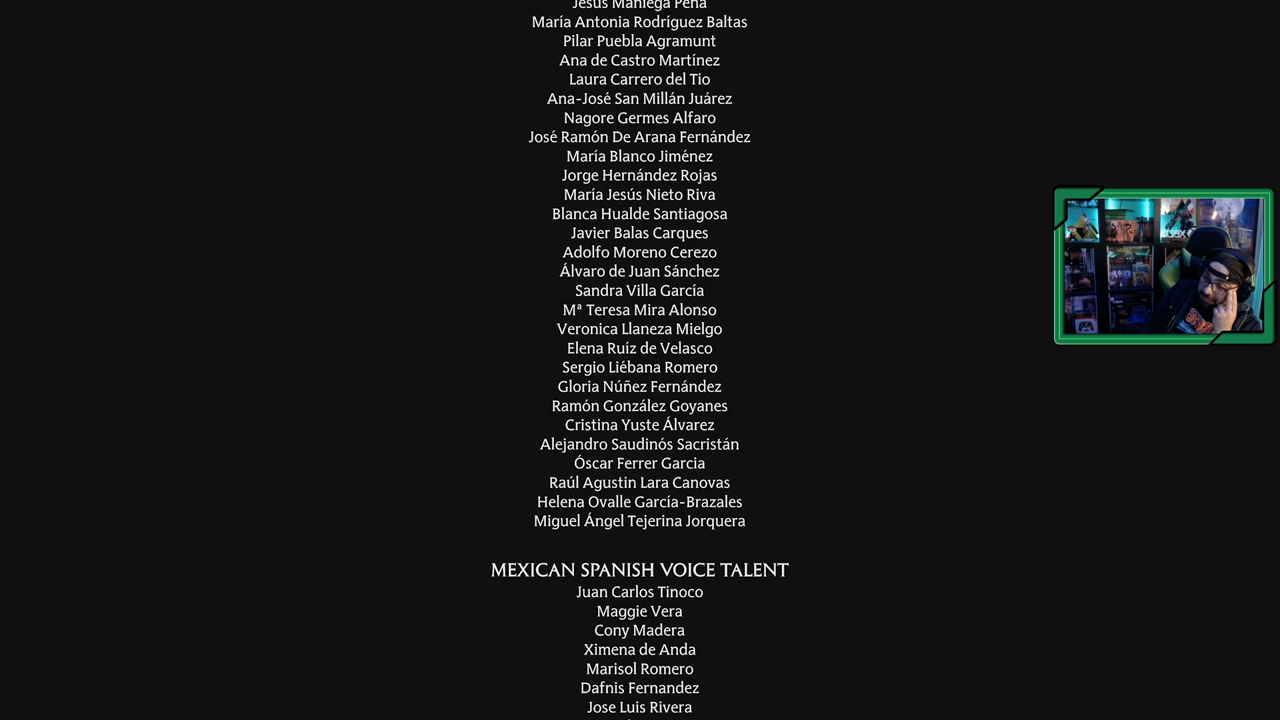 Jesús Maniega Peña
María Antonia Rodríguez Baltas
Pilar Puebla Agramunt
Ana de Castro Martínez
Laura Carrero del Tio
Ana-José San Millán Juárez
Nagore Germes Alfaro
José Ramón De Arana Fernández
María Blanco Jiménez
Jorge Hernández Rojas
María Jesús Nieto Riva
Blanca Hualde Santiagosa
Javier Balas Carques
Adolfo Moreno Cerezo
Álvaro de Juan Sánchez
Sandra Villa García
Mª Teresa Mira Alonso
Veronica Llaneza Mielgo
Elena Ruíz de Velasco
Sergio Liébana Romero
Gloria Núñez Fernández
Ramón González Goyanes
Cristina Yuste Álvarez
Alejandro Saudinós Sacristán
Óscar Ferrer Garcia
Raúl Agustin Lara Canovas
Helena Ovalle García-Brazales
Miguel Ángel Tejerina Jorquera
MEXICAN SPANISH VOICE TALENT
Juan Carlos Tinoco
Maggie Vera
Cony Madera
Ximena de Anda
Marisol Romero
Dafnis Fernandez
Jose Luis Rivera